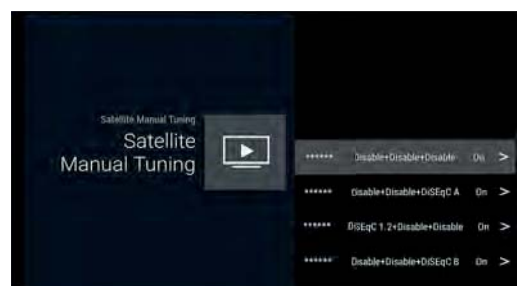 Satellite Manual Tuning
Satellite
Manual Tuning
****** Disable+Disable+Disable On >
****** Disable+Disable+DiSEqC A On >
****** DiSEqC 1.2+Disable+Disable On >
****** Disable+Disable+DiSEqC B On >